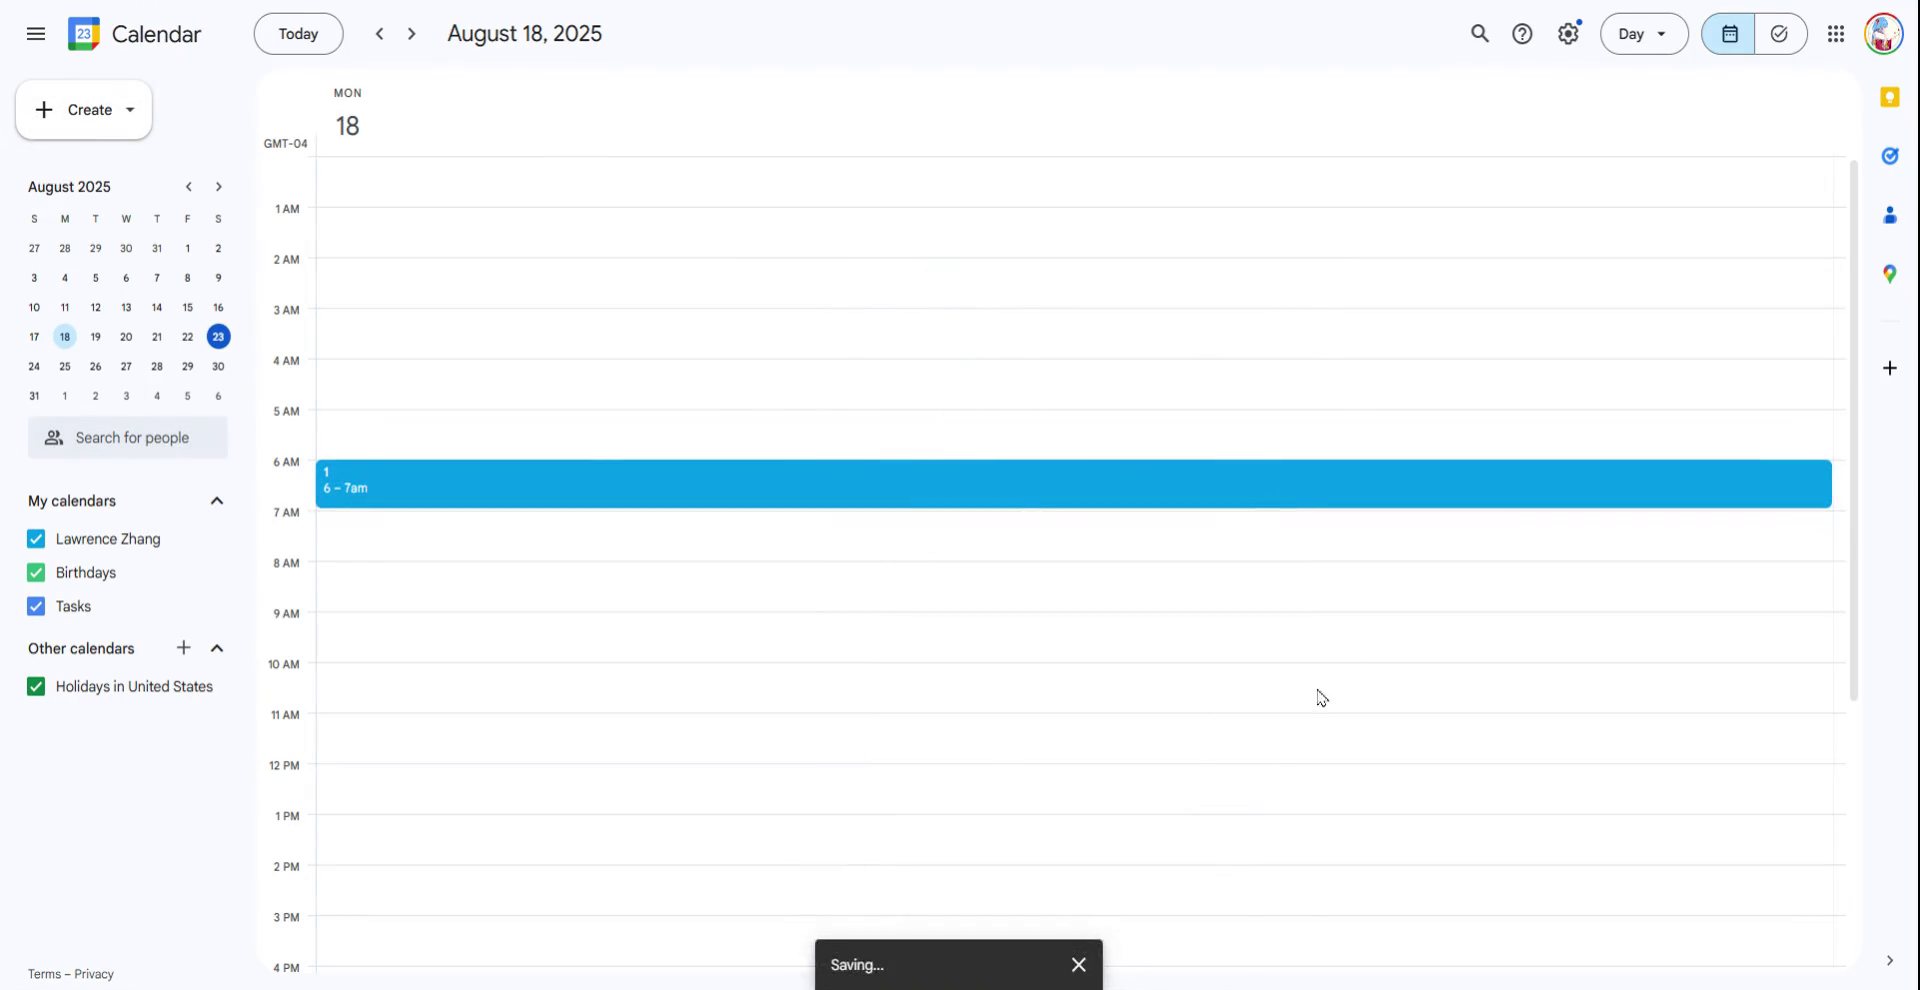 23 Calendar
Today
August 18, 2025
Day
Create
August 2025
S M T W T F S
27 28 29 30 31 1 2
3 4 5 6 7 8 9
10 11 12 13 14 15 16
17 18 19 20 21 22 23
24 25 26 27 28 29 30
31 1 2 3 4 5 6
Search for people
My calendars
Lawrence Zhang
Birthdays
Tasks
Other calendars
Holidays in United States
Terms – Privacy
MON
18
GMT-04
1 AM
2 AM
3 AM
4 AM
5 AM
6 AM
1
6 – 7am
7 AM
8 AM
9 AM
10 AM
11 AM
12 PM
1 PM
2 PM
3 PM
4 PM
Saving...